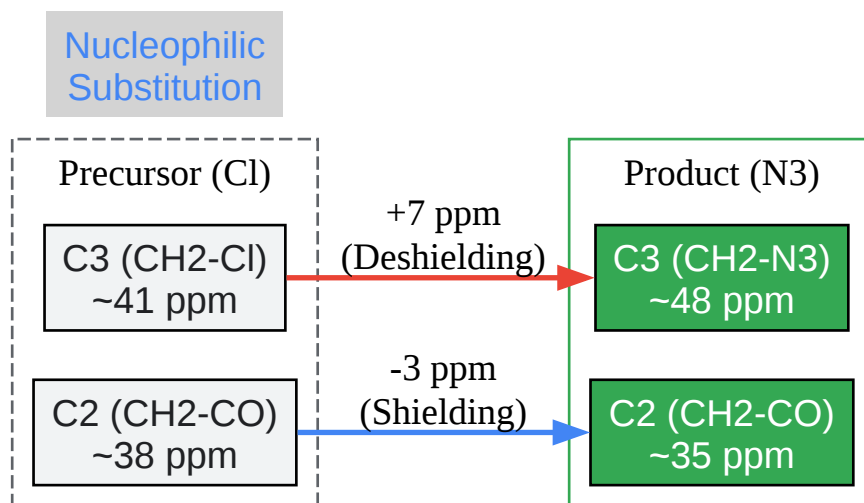 Nucleophilic
Substitution
Precursor (Cl)
Product (N3)
C3 (CH2-Cl)
~41 ppm
+7 ppm
(Deshielding)
C3 (CH2-N3)
~48 ppm
C2 (CH2-CO)
~38 ppm
-3 ppm
(Shielding)
C2 (CH2-CO)
~35 ppm